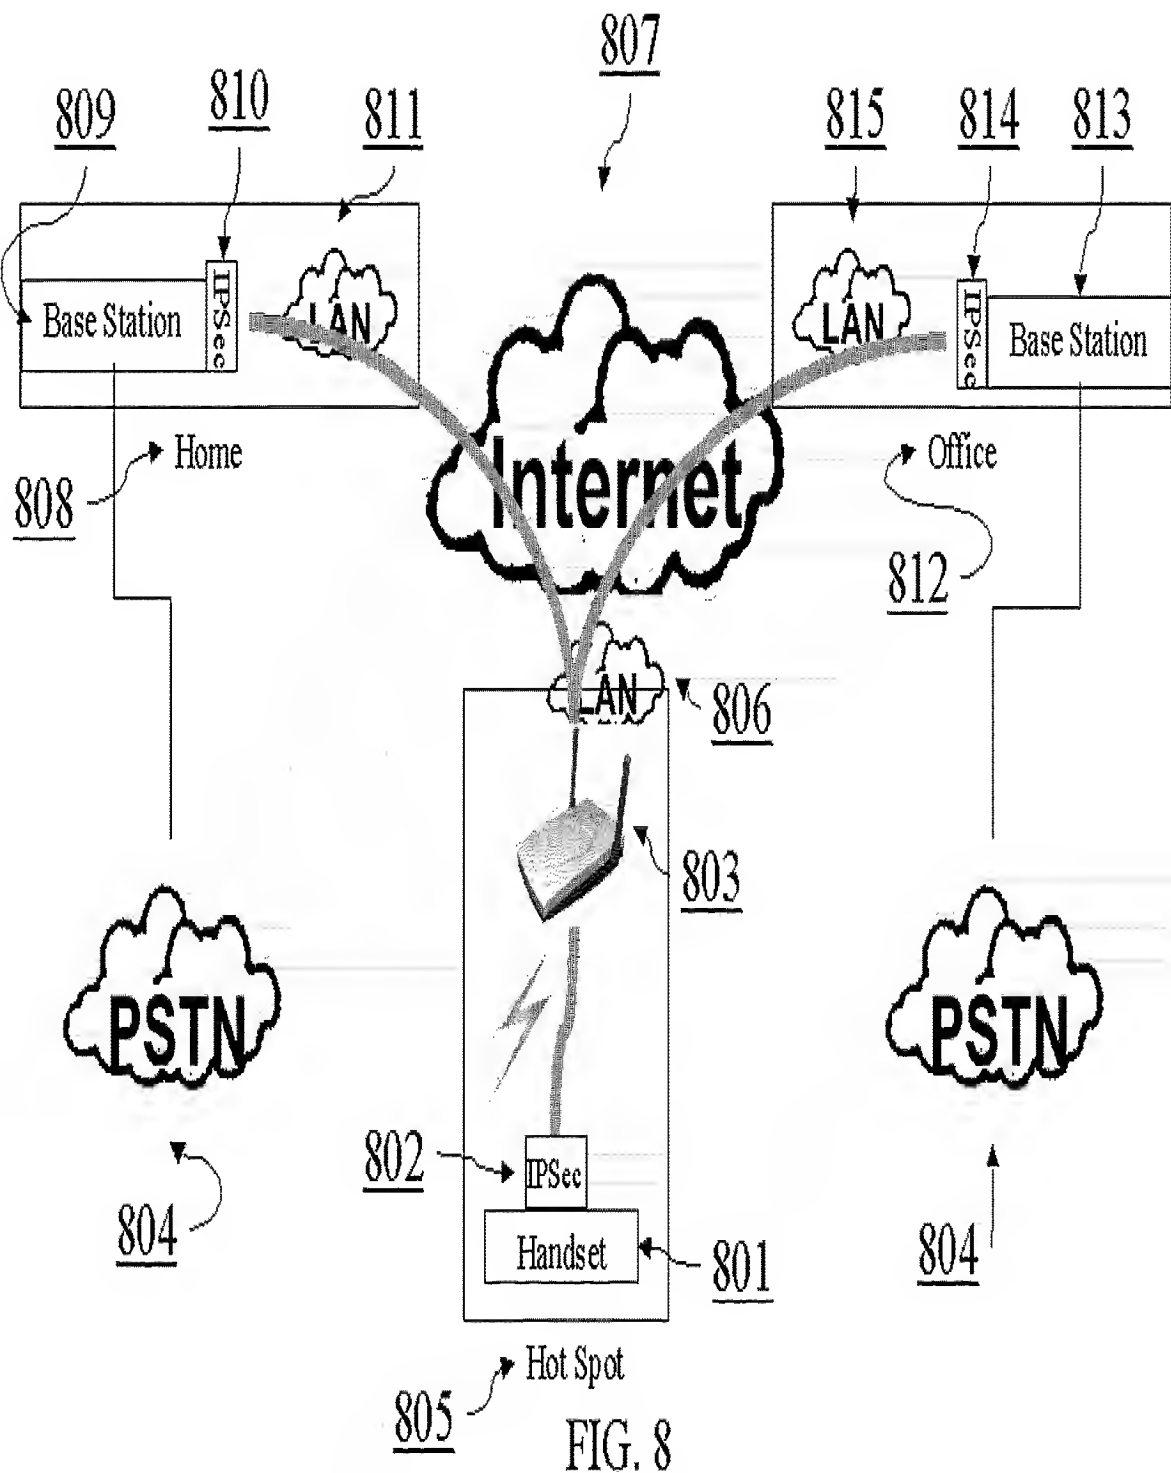 807
809
810
811
815
814
813
Base Station
IPSec
LAN
LAN
IPSec
Base Station
Internet
Home
Office
808
812
LAN
806
803
PSTN
PSTN
802
IPSec
804
804
Handset
801
Hot Spot
805
FIG. 8